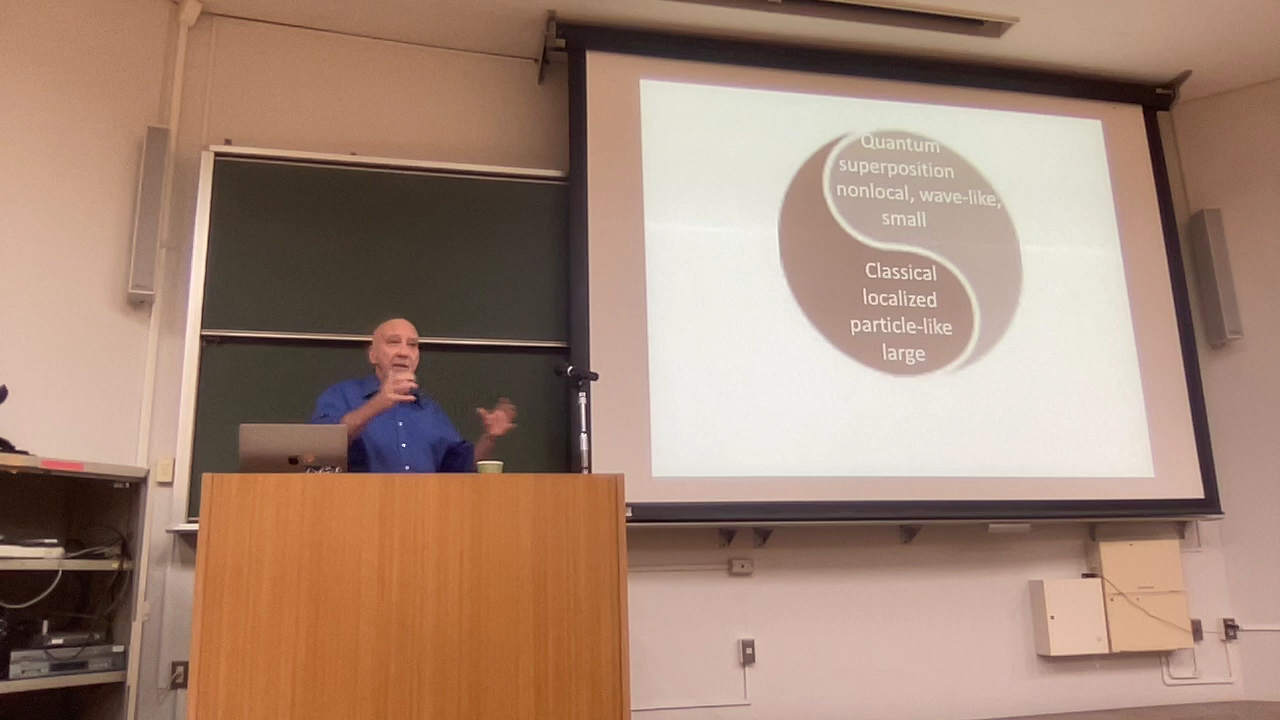 Quantum
superposition
nonlocal, wave-like,
small
Classical
localized
particle-like
large